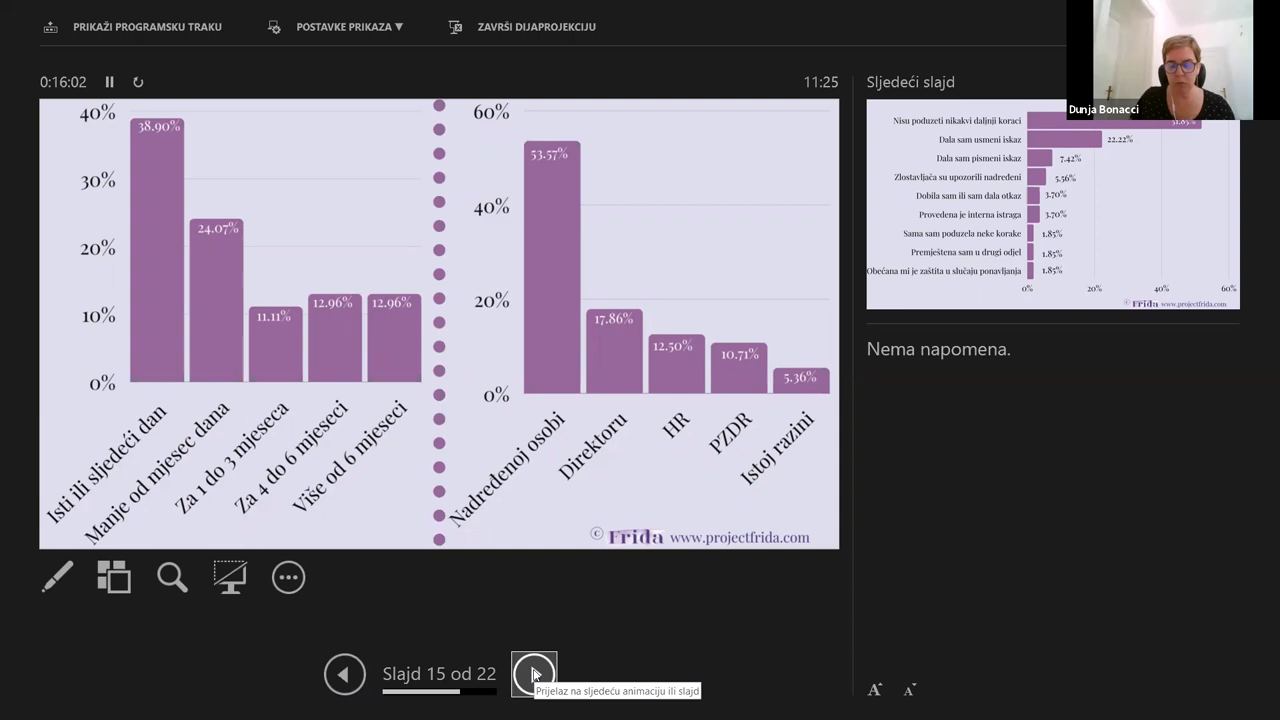 PRIKAŽI PROGRAMSKU TRAKU
POSTAVKE PRIKAZA ▼
ZAVRŠI DIJAPROJEKCIJU
0:16:02
11:25
40%
30%
20%
10%
0%
38.90%
24.07%
11.11%
12.96%
12.96%
Isti ili sljedeći dan
Manje od mjesec dana
Za 1 do 3 mjeseca
Za 4 do 6 mjeseci
Više od 6 mjeseci
60%
40%
20%
0%
53.57%
17.86%
12.50%
10.71%
5.36%
Nadređenoj osobi
Direktoru
HR
PZDR
Istoj razini
© Frida www.projectfrida.com
Sljedeći slajd
Dunja Bonacci
Nisu poduzeti nikakvi daljnji koraci
51.85%
Dala sam usmeni iskaz
22.22%
Dala sam pismeni iskaz
7.42%
Zlostavljača su upozorili nadređeni
5.56%
Dobila sam ili sam dala otkaz
3.70%
Provedena je interna istraga
3.70%
Sama sam poduzela neke korake
1.85%
Premještena sam u drugi odjel
1.85%
Obećana mi je zaštita u slučaju ponavljanja
1.85%
0%
20%
40%
60%
© Frida www.projectfrida.com
Nema napomena.
Slajd 15 od 22
Prijelaz na sljedeću animaciju ili slajd
A A